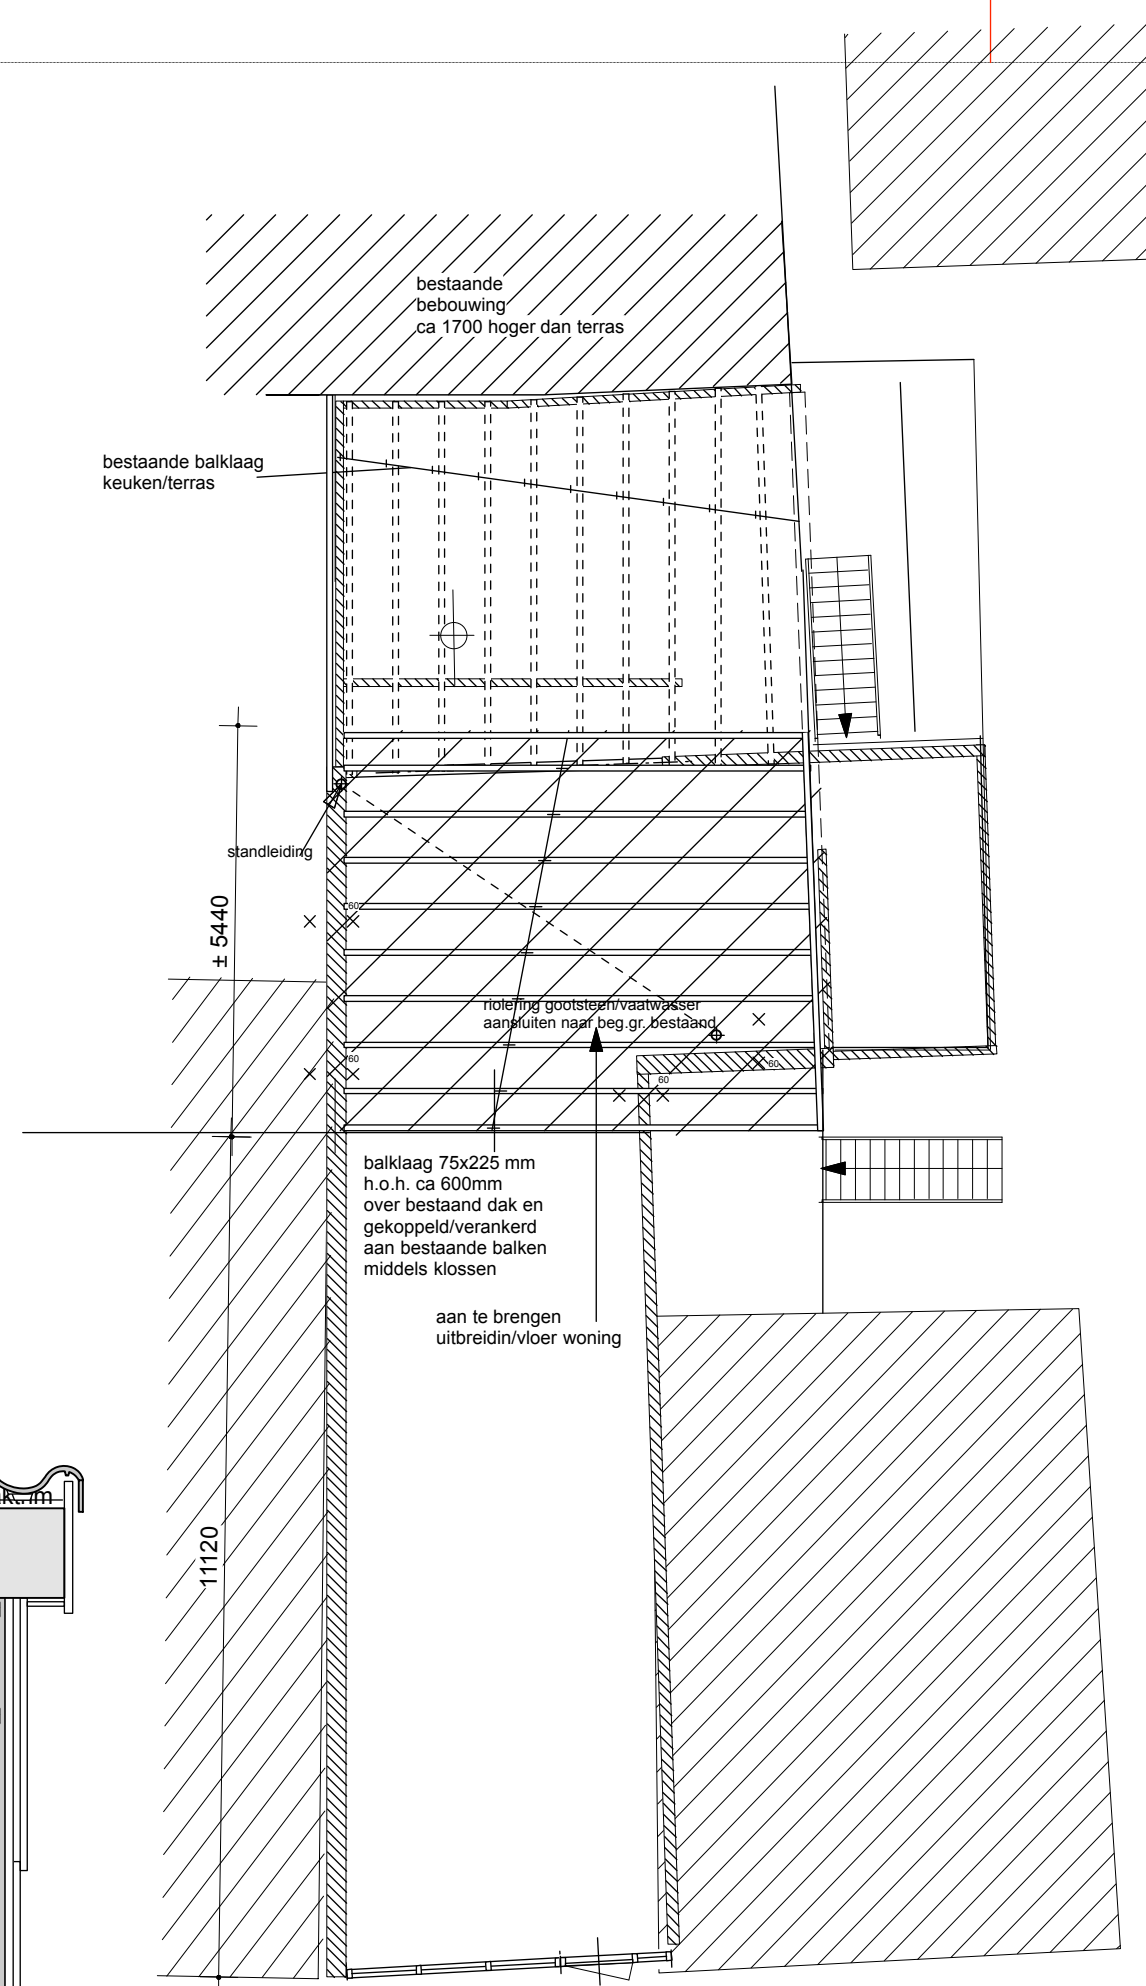 bestaande
bebouwing
ca 1700 hoger dan terras
bestaande balklaag
keuken/terras
standleiding
60
± 5440
riolering gootsteen/vaatwasser
aansluiten naar beg.gr. bestaand
60
60
60
balklaag 75x225 mm
h.o.h. ca 600mm
over bestaand dak en
gekoppeld/verankerd
aan bestaande balken
middels klossen
aan te brengen
uitbreidin/vloer woning
11120